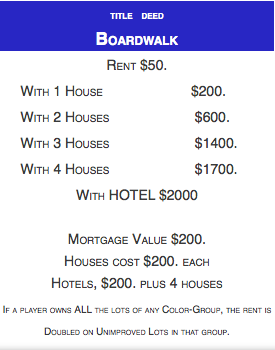 TITLE DEED
BOARDWALK
RENT $50.
WITH 1 HOUSE $200.
WITH 2 HOUSES $600.
WITH 3 HOUSES $1400.
WITH 4 HOUSES $1700.
WITH HOTEL $2000
MORTGAGE VALUE $200.
HOUSES COST $200. EACH
HOTELS, $200. PLUS 4 HOUSES
IF A PLAYER OWNS ALL THE LOTS OF ANY COLOR-GROUP, THE RENT IS
DOUBLED ON UNIMPROVED LOTS IN THAT GROUP.